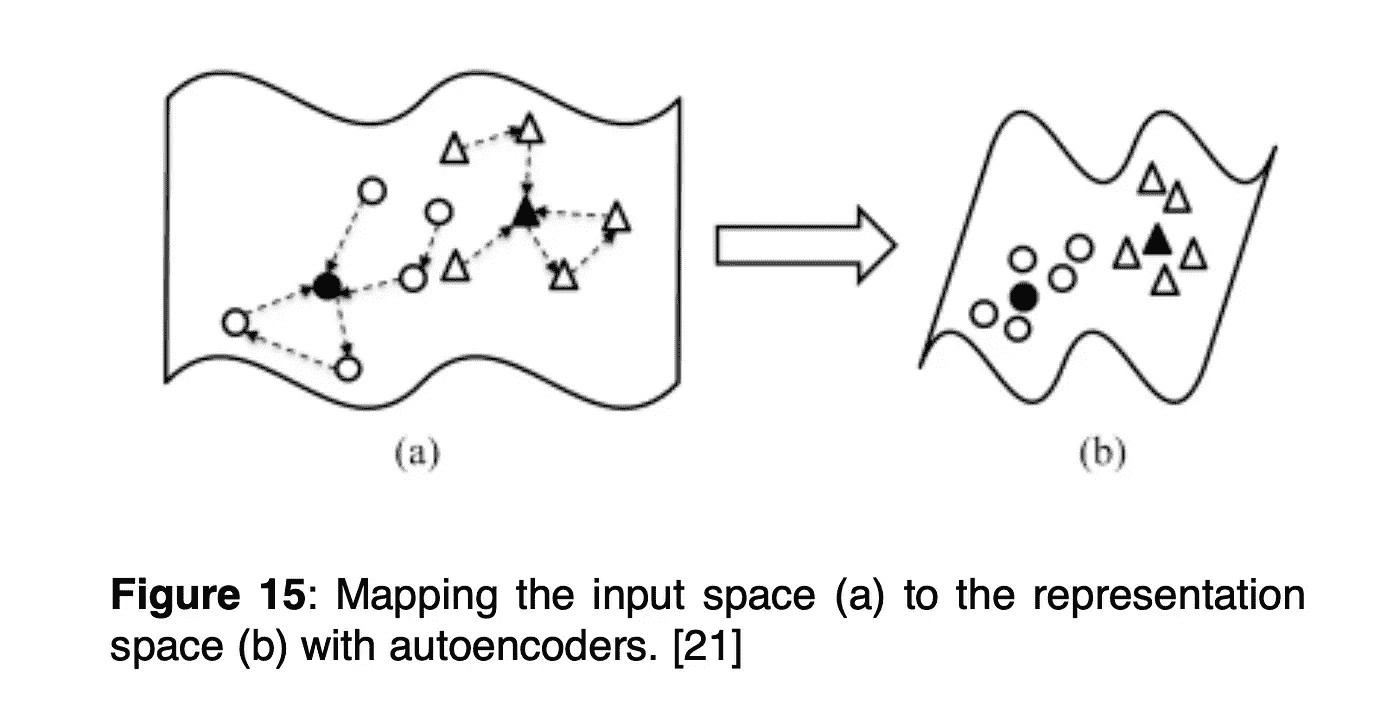 (a)
(b)
Figure 15: Mapping the input space (a) to the representation
space (b) with autoencoders. [21]